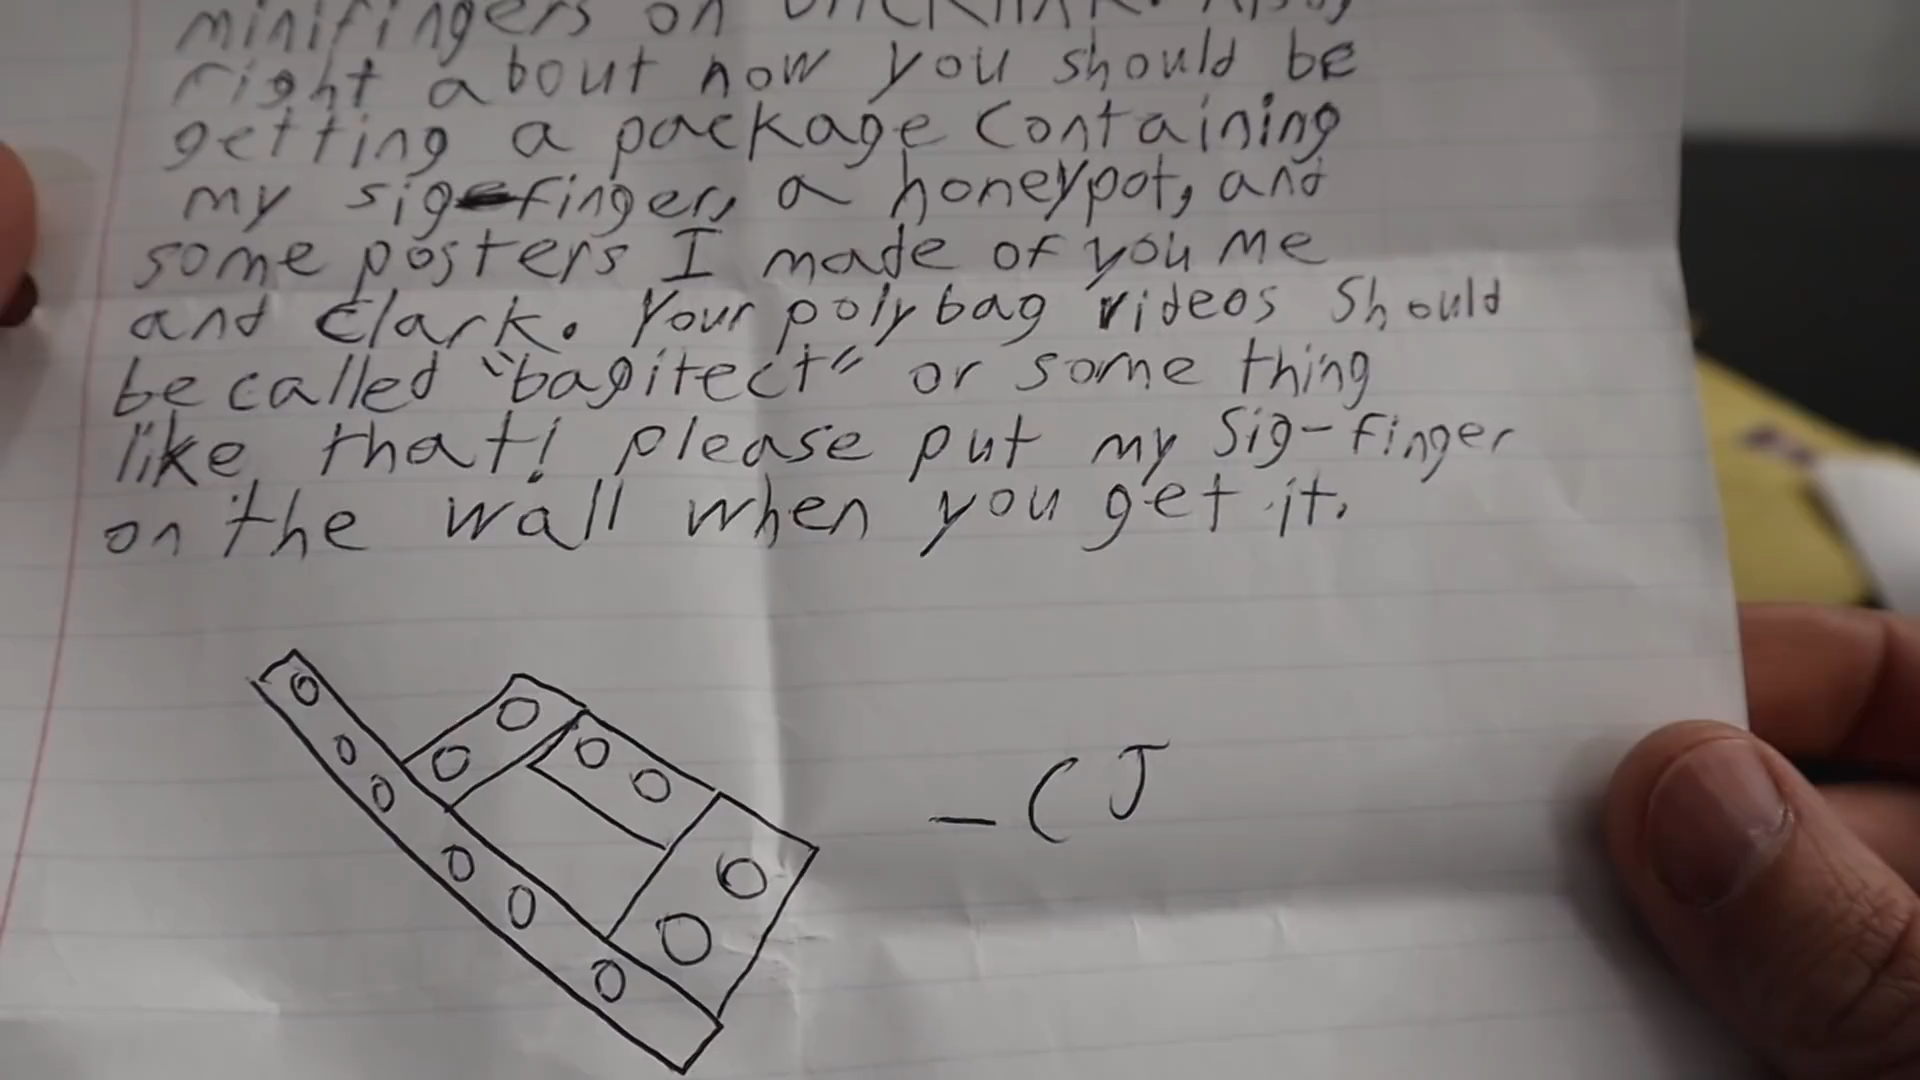 minifingers on
right about now you should be
getting a package containing
my sig-finger, a honeypot, and
some posters I made of you me
and Clark. Your polybag videos should
be called "bagitect" or some thing
like that! please put my Sig-finger
on the wall when you get it.
- CJ